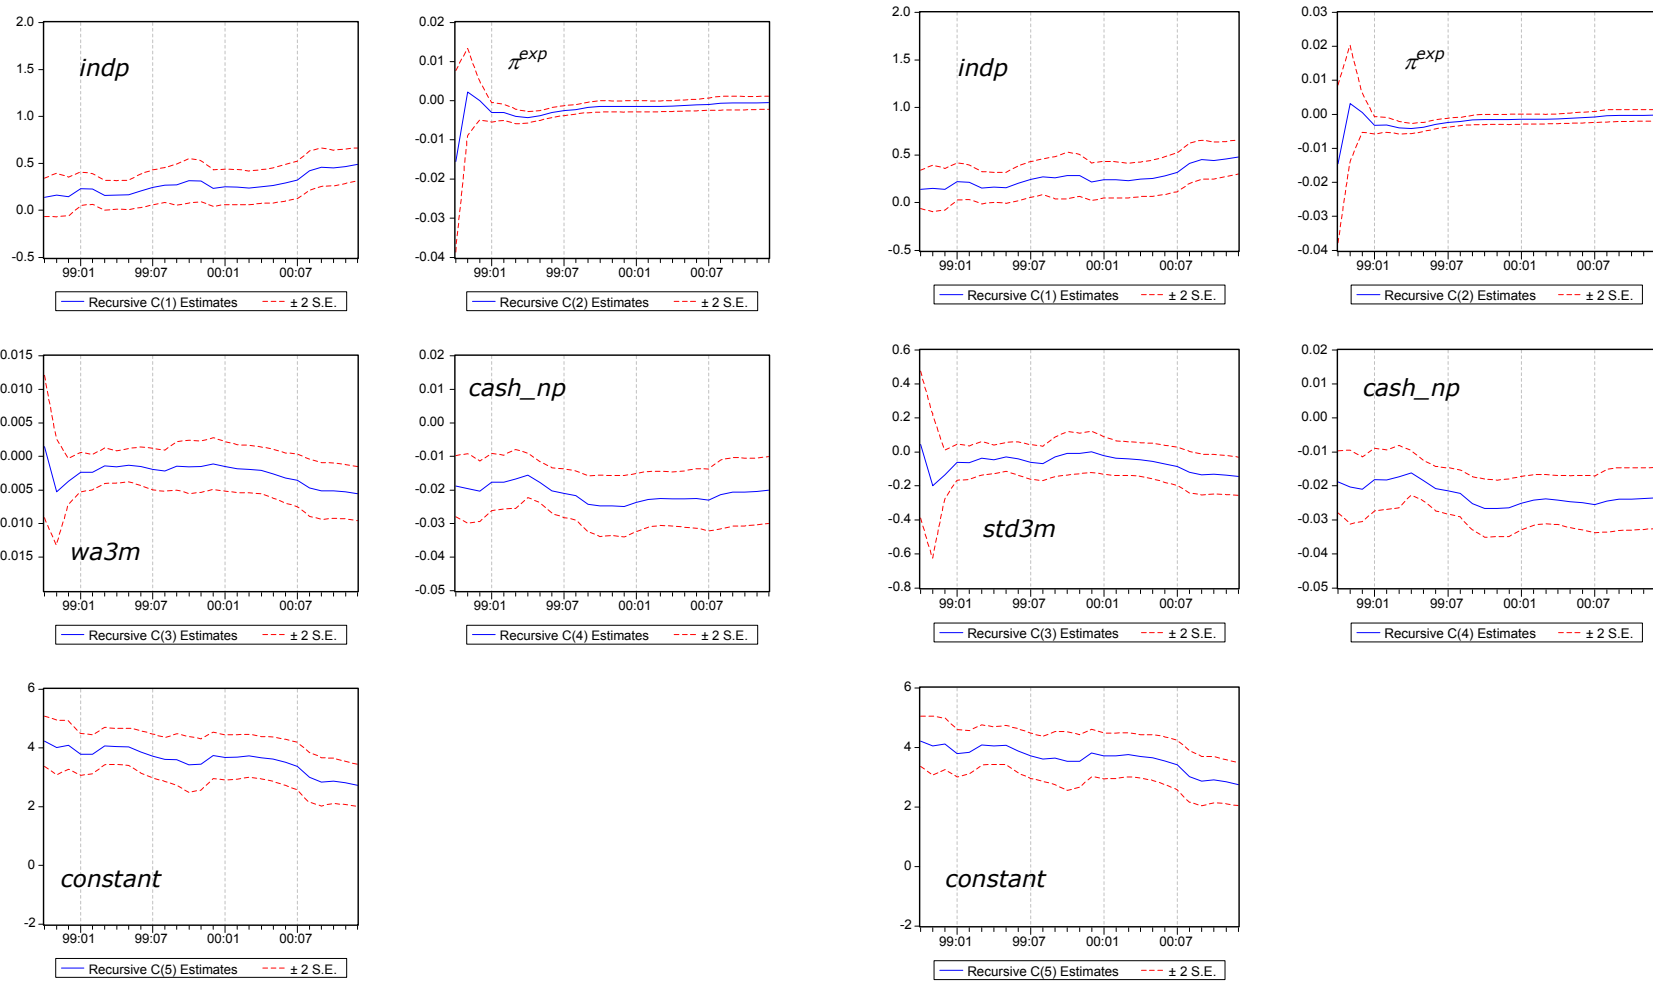 2.0
1.5
1.0
0.5
0.0
-0.5
indp
99:01 99:07 00:01 00:07
Recursive C(1) Estimates ± 2 S.E.
0.02
0.01
0.00
-0.01
-0.02
-0.03
-0.04
π^exp
99:01 99:07 00:01 00:07
Recursive C(2) Estimates ± 2 S.E.
2.0
1.5
1.0
0.5
0.0
-0.5
indp
99:01 99:07 00:01 00:07
Recursive C(1) Estimates ± 2 S.E.
0.03
0.02
0.01
0.00
-0.01
-0.02
-0.03
-0.04
π^exp
99:01 99:07 00:01 00:07
Recursive C(2) Estimates ± 2 S.E.
0.015
0.010
0.005
0.000
0.005
0.010
0.015
wa3m
99:01 99:07 00:01 00:07
Recursive C(3) Estimates ± 2 S.E.
0.02
0.01
0.00
-0.01
-0.02
-0.03
-0.04
-0.05
cash_np
99:01 99:07 00:01 00:07
Recursive C(4) Estimates ± 2 S.E.
0.6
0.4
0.2
0.0
-0.2
-0.4
-0.6
-0.8
std3m
99:01 99:07 00:01 00:07
Recursive C(3) Estimates ± 2 S.E.
0.02
0.01
0.00
-0.01
-0.02
-0.03
-0.04
-0.05
cash_np
99:01 99:07 00:01 00:07
Recursive C(4) Estimates ± 2 S.E.
6
4
2
0
-2
constant
99:01 99:07 00:01 00:07
Recursive C(5) Estimates ± 2 S.E.
6
4
2
0
-2
constant
99:01 99:07 00:01 00:07
Recursive C(5) Estimates ± 2 S.E.